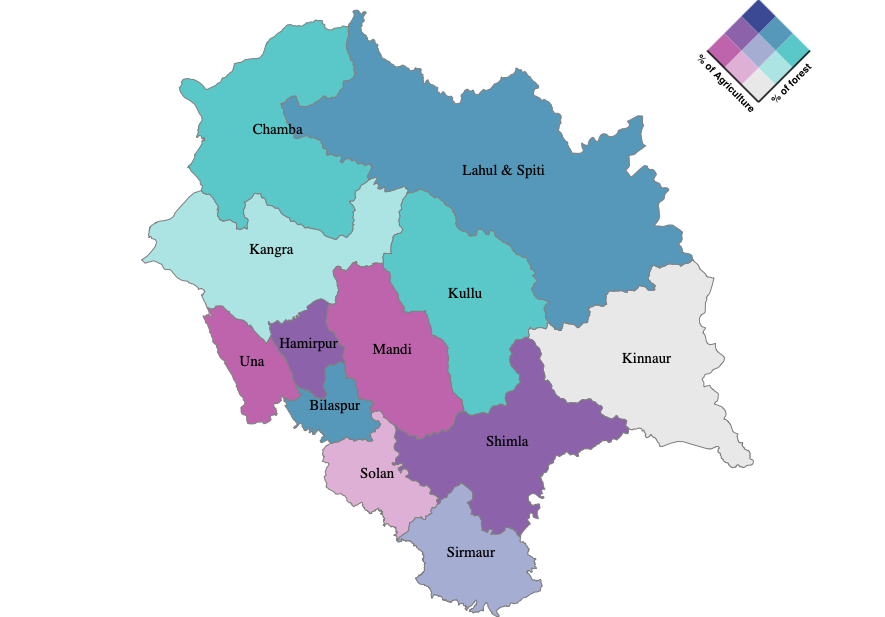 % of Agriculture
% of forest
Chamba
Lahul & Spiti
Kangra
Kullu
Hamirpur
Mandi
Una
Kinnaur
Bilaspur
Shimla
Solan
Sirmaur